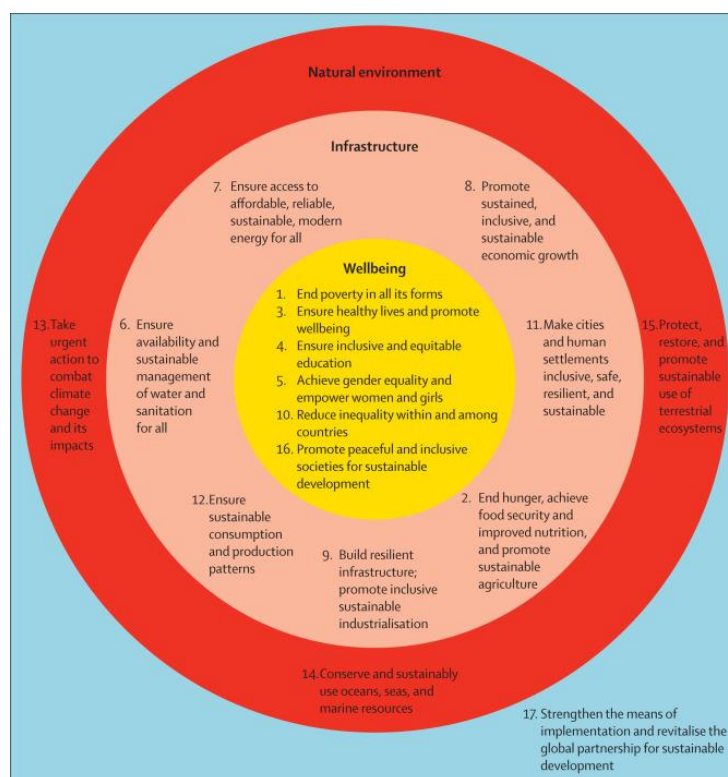 Natural environment
Infrastructure
7. Ensure access to
affordable, reliable,
sustainable, modern
energy for all
8. Promote
sustained,
inclusive, and
sustainable
economic growth
Wellbeing
1. End poverty in all its forms
3. Ensure healthy lives and promote
wellbeing
4. Ensure inclusive and equitable
education
5. Achieve gender equality and
empower women and girls
10. Reduce inequality within and among
countries
16. Promote peaceful and inclusive
societies for sustainable
development
13. Take
urgent
action to
combat
climate
change
and its
impacts
6. Ensure
availability and
sustainable
management
of water and
sanitation
for all
11. Make cities
and human
settlements
inclusive, safe,
resilient, and
sustainable
15. Protect,
restore, and
promote
sustainable
use of
terrestrial
ecosystems
12. Ensure
sustainable
consumption
and production
patterns
9. Build resilient
infrastructure;
promote inclusive
sustainable
industrialisation
2. End hunger, achieve
food security and
improved nutrition,
and promote
sustainable
agriculture
14. Conserve and sustainably
use oceans, seas, and
marine resources
17. Strengthen the means of
implementation and revitalise the
global partnership for sustainable
development